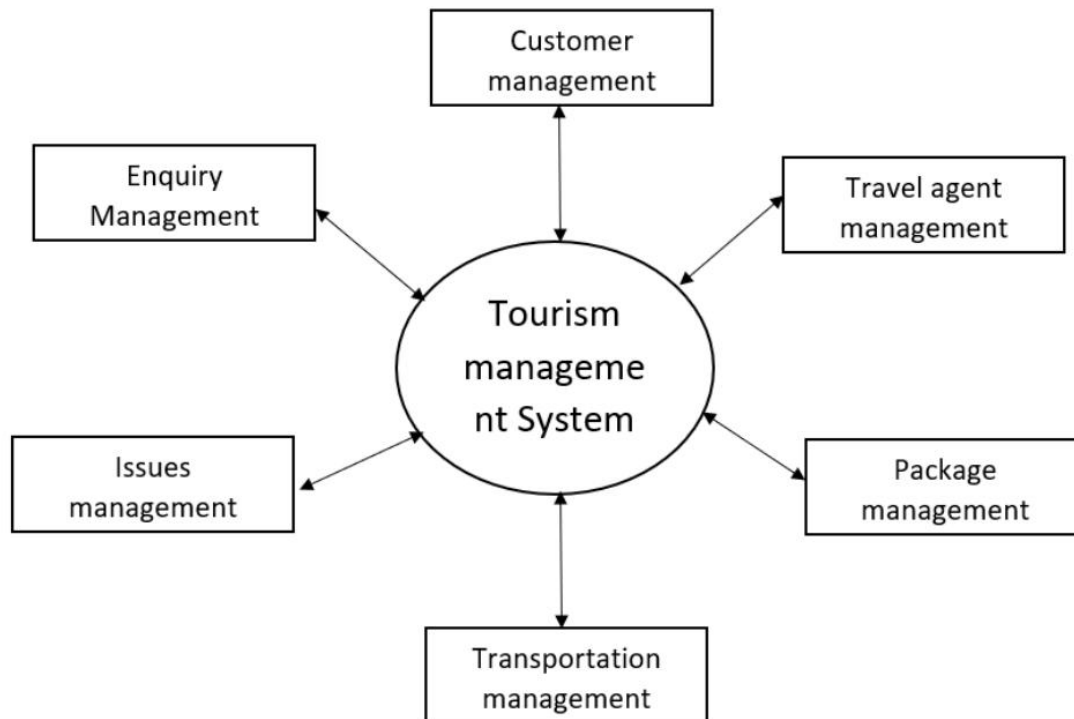 Customer
management
Enquiry
Management
Travel agent
management
Tourism
manageme
nt System
Issues
management
Package
management
Transportation
management